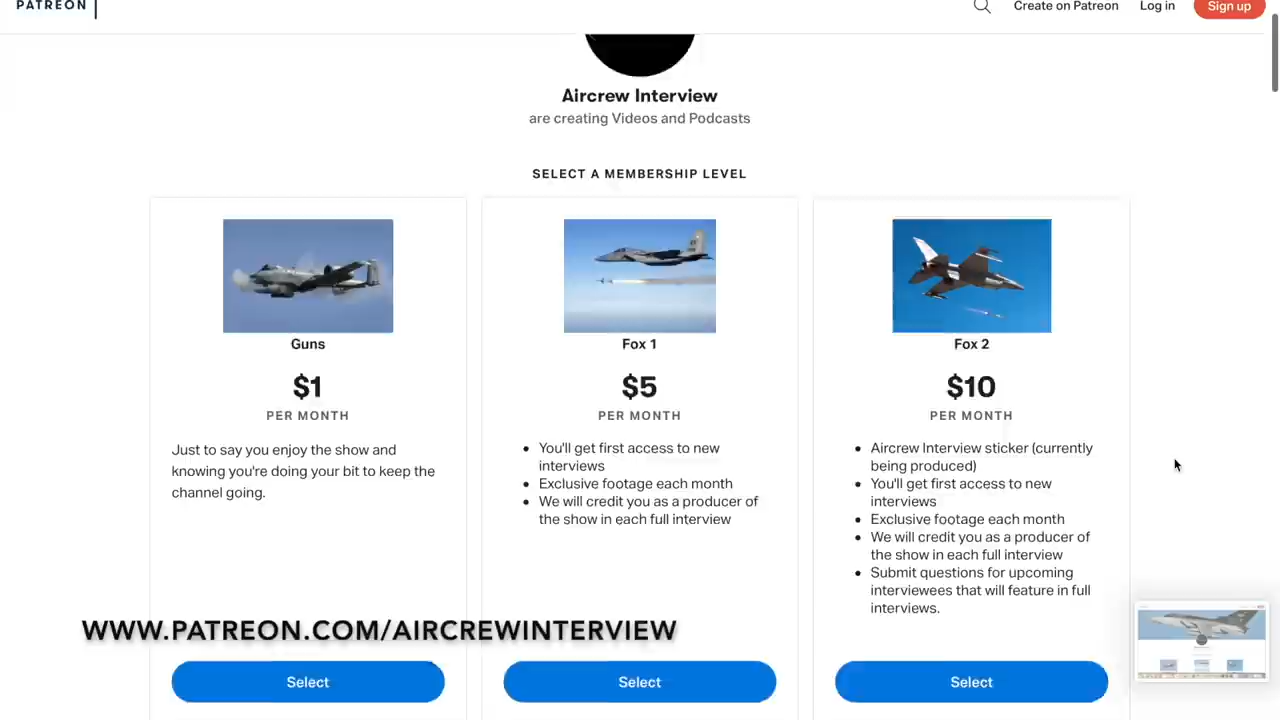 PATREON
Create on Patreon
Log in
Sign up
Aircrew Interview
are creating Videos and Podcasts
SELECT A MEMBERSHIP LEVEL
Guns
$1
PER MONTH
Just to say you enjoy the show and
knowing you're doing your bit to keep the
channel going.
Select
Fox 1
$5
PER MONTH
You'll get first access to new
interviews
Exclusive footage each month
We will credit you as a producer of
the show in each full interview
Select
Fox 2
$10
PER MONTH
Aircrew Interview sticker (currently
being produced)
You'll get first access to new
interviews
Exclusive footage each month
We will credit you as a producer of
the show in each full interview
Submit questions for upcoming
interviewees that will feature in full
interviews.
Select
WWW.PATREON.COM/AIRCREWINTERVIEW